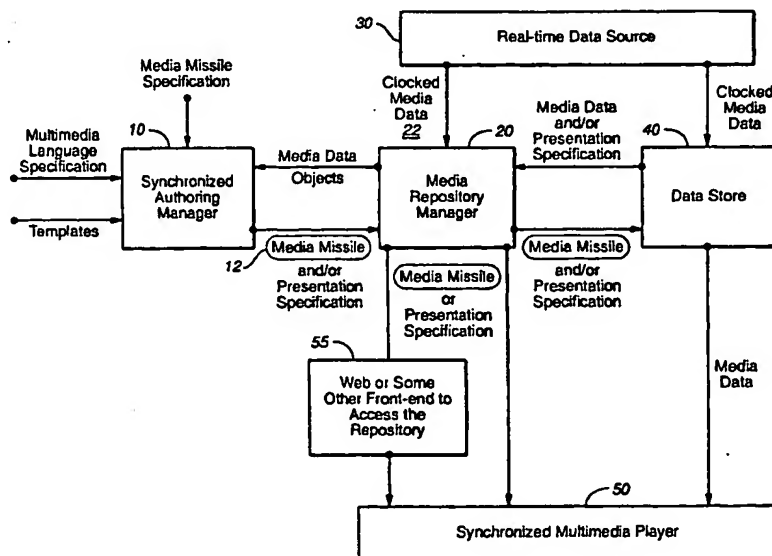 30
Real-time Data Source
Media Missile
Specification
Clocked
Media
Data
22
Clocked
Media
Data
Multimedia
Language
Specification
10
Synchronized
Authoring
Manager
Media Data
Objects
20
Media
Repository
Manager
Media Data
and/or
Presentation
Specification
40
Data Store
Templates
12
Media Missile
and/or
Presentation
Specification
Media Missile
or
Presentation
Specification
Media Missile
and/or
Presentation
Specification
55
Web or Some
Other Front-end to
Access the
Repository
Media
Data
50
Synchronized Multimedia Player